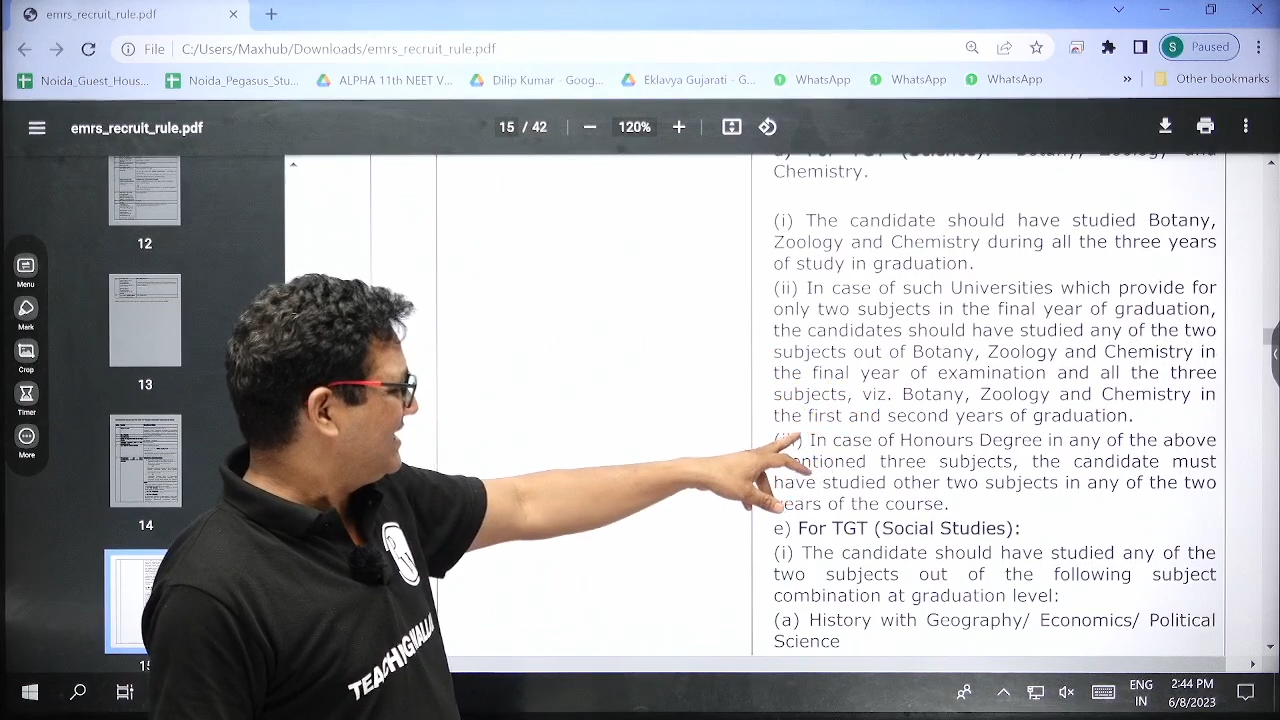 emrs_recruit_rule.pdf
File C:/Users/Maxhub/Downloads/emrs_recruit_rule.pdf
S Paused
Noida_Guest_Hous...
Noida_Pegasus_Stu...
ALPHA 11th NEET V...
Dilip Kumar - Goog...
Eklavya Gujarati - G...
WhatsApp
WhatsApp
WhatsApp
Other bookmarks
emrs_recruit_rule.pdf
15 / 42
120%
12
13
14
Menu
Mark
Crop
Timer
More
Chemistry.
(i) The candidate should have studied Botany,
Zoology and Chemistry during all the three years
of study in graduation.
(ii) In case of such Universities which provide for
only two subjects in the final year of graduation,
the candidates should have studied any of the two
subjects out of Botany, Zoology and Chemistry in
the final year of examination and all the three
subjects, viz. Botany, Zoology and Chemistry in
the first and second years of graduation.
In case of Honours Degree in any of the above
three subjects, the candidate must
have studied other two subjects in any of the two
of the course.
e) For TGT (Social Studies):
(i) The candidate should have studied any of the
two subjects out of the following subject
combination at graduation level:
(a) History with Geography/ Economics/ Political
Science
ENG
IN
2:44 PM
6/8/2023